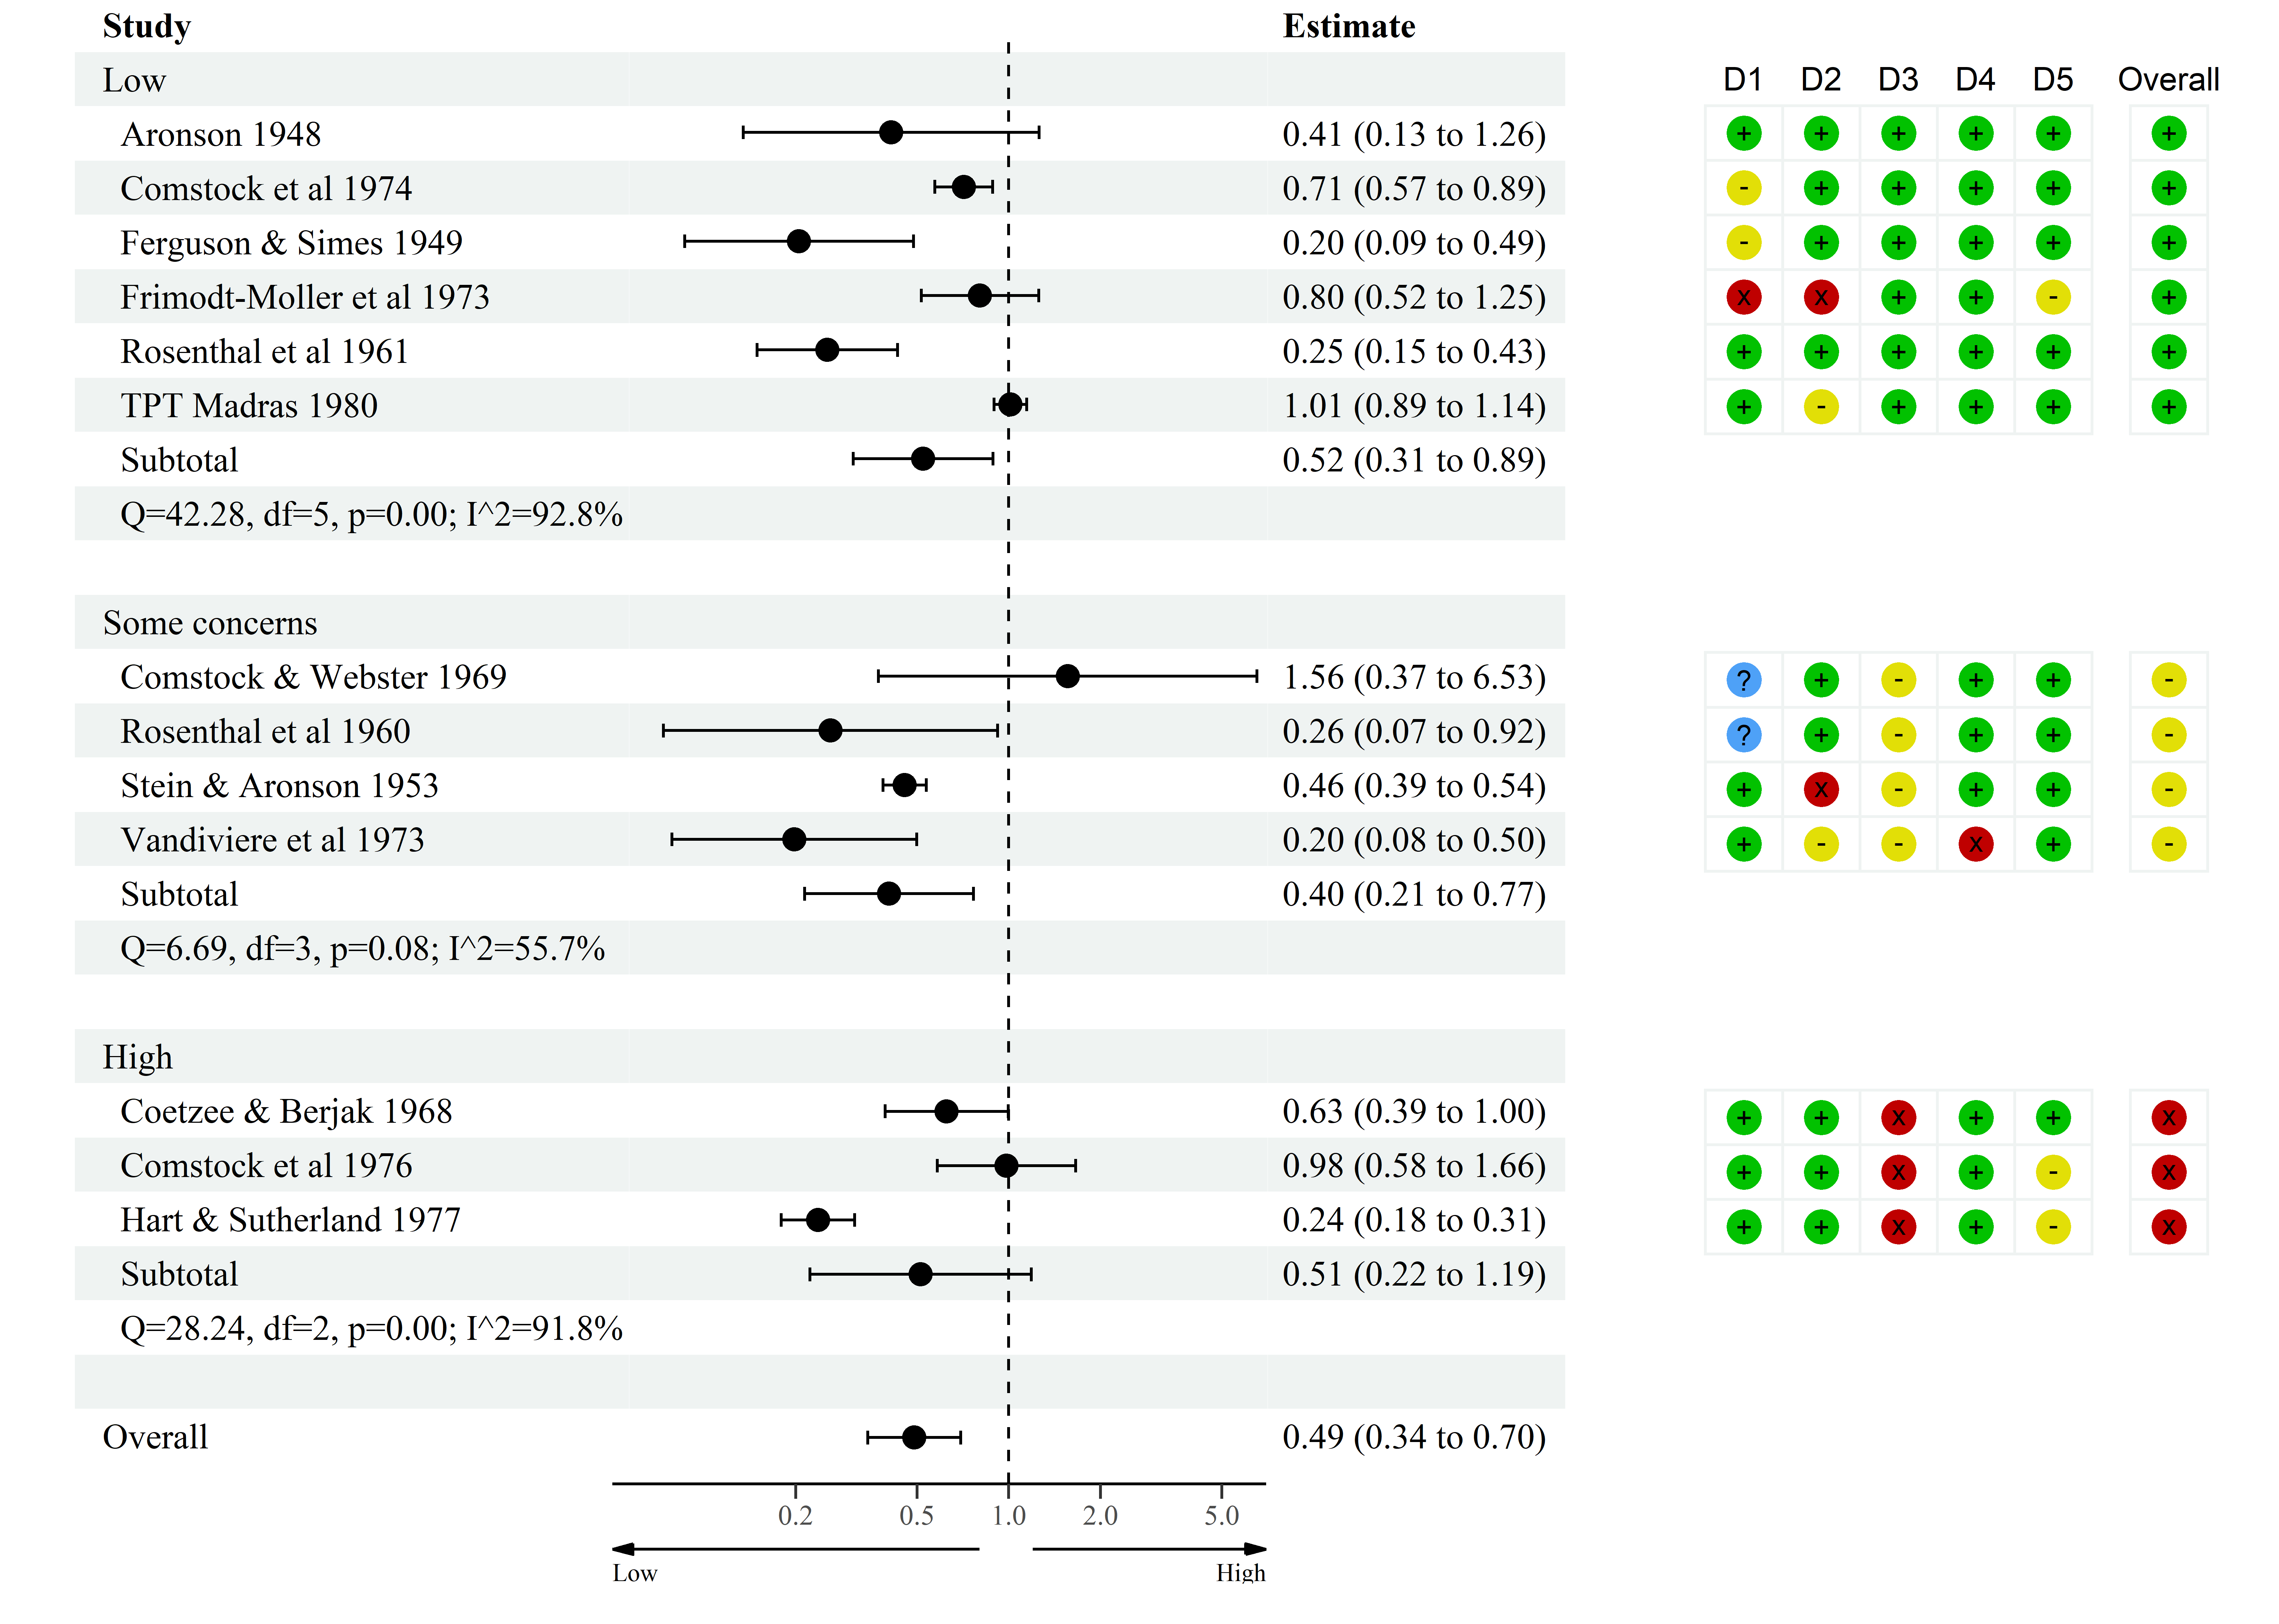 Study Estimate
Low D1 D2 D3 D4 D5 Overall
Aronson 1948 0.41 (0.13 to 1.26) + + + + + +
Comstock et al 1974 0.71 (0.57 to 0.89) - + + + + +
Ferguson & Simes 1949 0.20 (0.09 to 0.49) - + + + + +
Frimodt-Moller et al 1973 0.80 (0.52 to 1.25) X X + + - +
Rosenthal et al 1961 0.25 (0.15 to 0.43) + + + + + +
TPT Madras 1980 1.01 (0.89 to 1.14) + - + + + +
Subtotal 0.52 (0.31 to 0.89)
Q=42.28, df=5, p=0.00; I^2=92.8%
Some concerns
Comstock & Webster 1969 1.56 (0.37 to 6.53) ? + - + + -
Rosenthal et al 1960 0.26 (0.07 to 0.92) ? + - + + -
Stein & Aronson 1953 0.46 (0.39 to 0.54) + X - + + -
Vandiviere et al 1973 0.20 (0.08 to 0.50) + - - X + -
Subtotal 0.40 (0.21 to 0.77)
Q=6.69, df=3, p=0.08; I^2=55.7%
High
Coetzee & Berjak 1968 0.63 (0.39 to 1.00) + + X + + X
Comstock et al 1976 0.98 (0.58 to 1.66) + + X + - X
Hart & Sutherland 1977 0.24 (0.18 to 0.31) + + X + - X
Subtotal 0.51 (0.22 to 1.19)
Q=28.24, df=2, p=0.00; I^2=91.8%
Overall 0.49 (0.34 to 0.70)
0.2 0.5 1.0 2.0 5.0
Low High